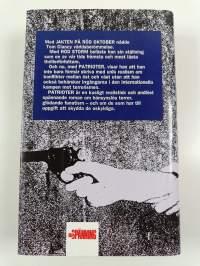 Med JAKTEN PÅ RÖD OKTOBER nådde
Tom Clancy världsberömmelse.
Med RÖD STORM befäste han sin ställning
som en av vår tids främsta och mest lästa
thrillerförfattare.
Och nu, med PATRIOTER, visar han att han
inte bara förmår skriva med unik realism om
konflikter mellan öst och väst utan att han
också behärskar ingångarna i den internationella
kampen mot terrorismen.
PATRIOTER är en kusligt realistisk och oerhört
spännande roman om hänsynslös terror,
glödande fanatism – och om de som har till
uppgift att skydda de oskyldiga.
SPÄNNING